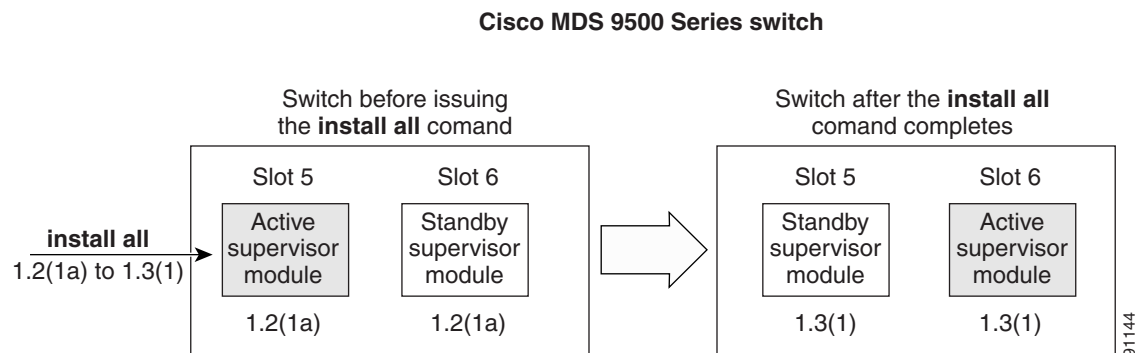 Cisco MDS 9500 Series switch
Switch before issuing
the install all comand
Switch after the install all
comand completes
Slot 5
Slot 6
Slot 5
Slot 6
install all
1.2(1a) to 1.3(1)
Active
supervisor
module
Standby
supervisor
module
Standby
supervisor
module
Active
supervisor
module
1.2(1a)
1.2(1a)
1.3(1)
1.3(1)
91144